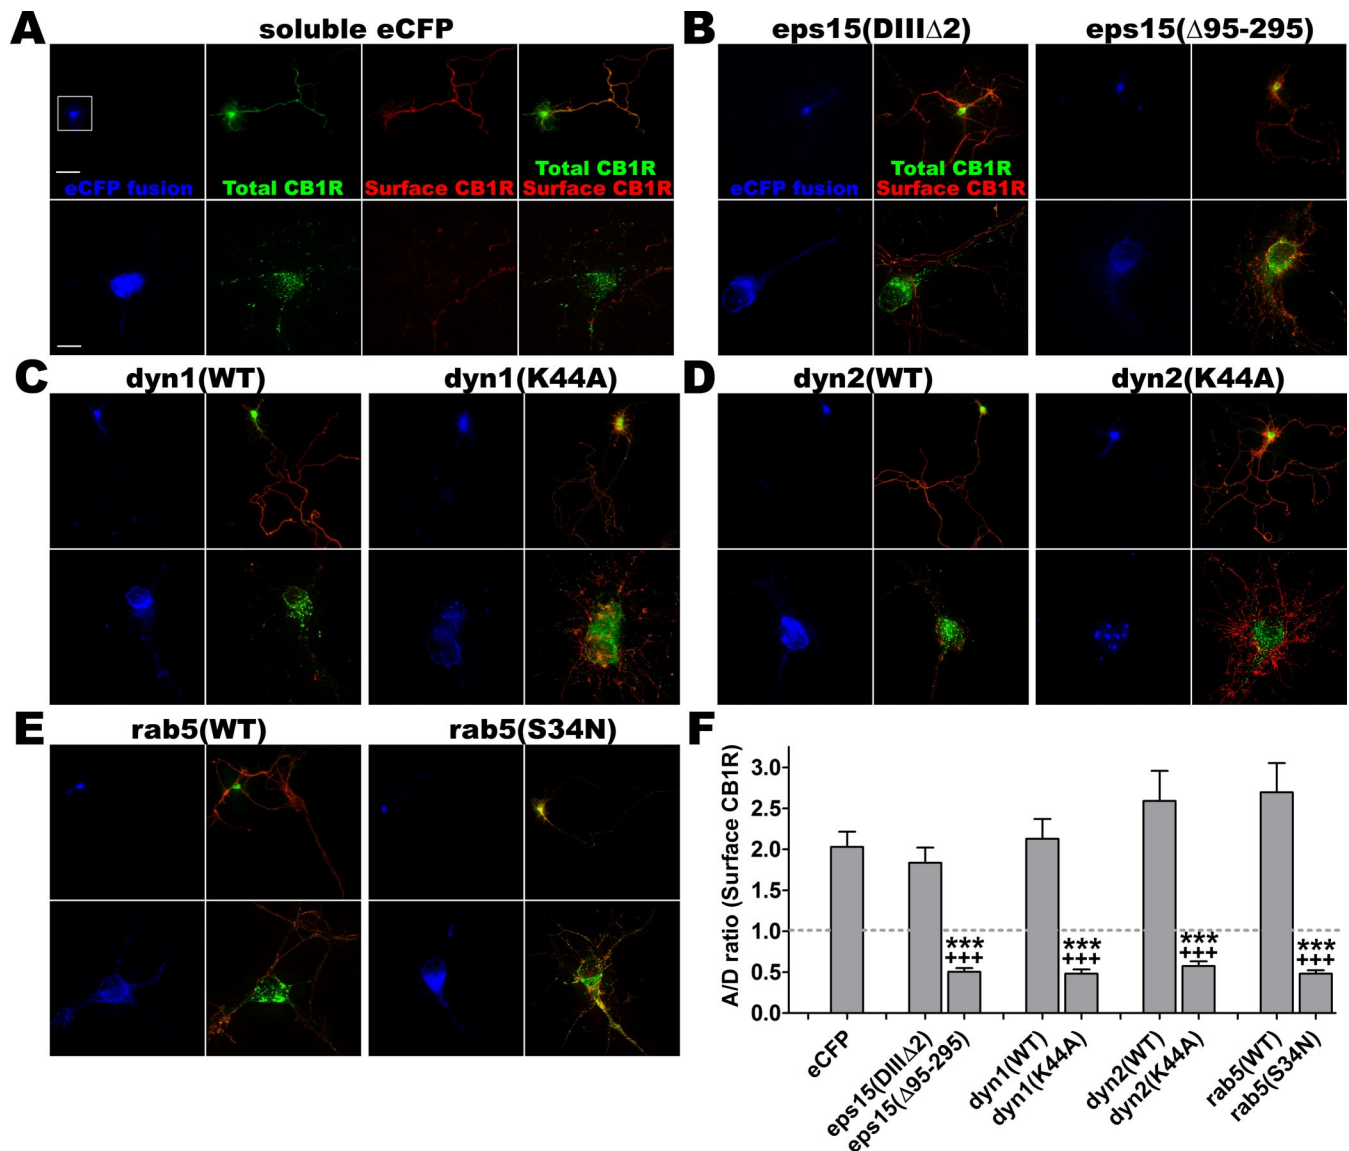 A
soluble eCFP
eCFP fusion
Total CB1R
Surface CB1R
Total CB1R
Surface CB1R
B
eps15(DIIIΔ2)
eps15(Δ95-295)
eCFP fusion
Total CB1R
Surface CB1R
C
dyn1(WT)
dyn1(K44A)
D
dyn2(WT)
dyn2(K44A)
E
rab5(WT)
rab5(S34N)
F
A/D ratio (Surface CB1R)
3.0
2.5
2.0
1.5
1.0
0.5
0.0
***
+++
***
+++
***
+++
***
+++
eCFP
eps15(DIIIΔ2)
eps15(Δ95-295)
dyn1(WT)
dyn1(K44A)
dyn2(WT)
dyn2(K44A)
rab5(WT)
rab5(S34N)